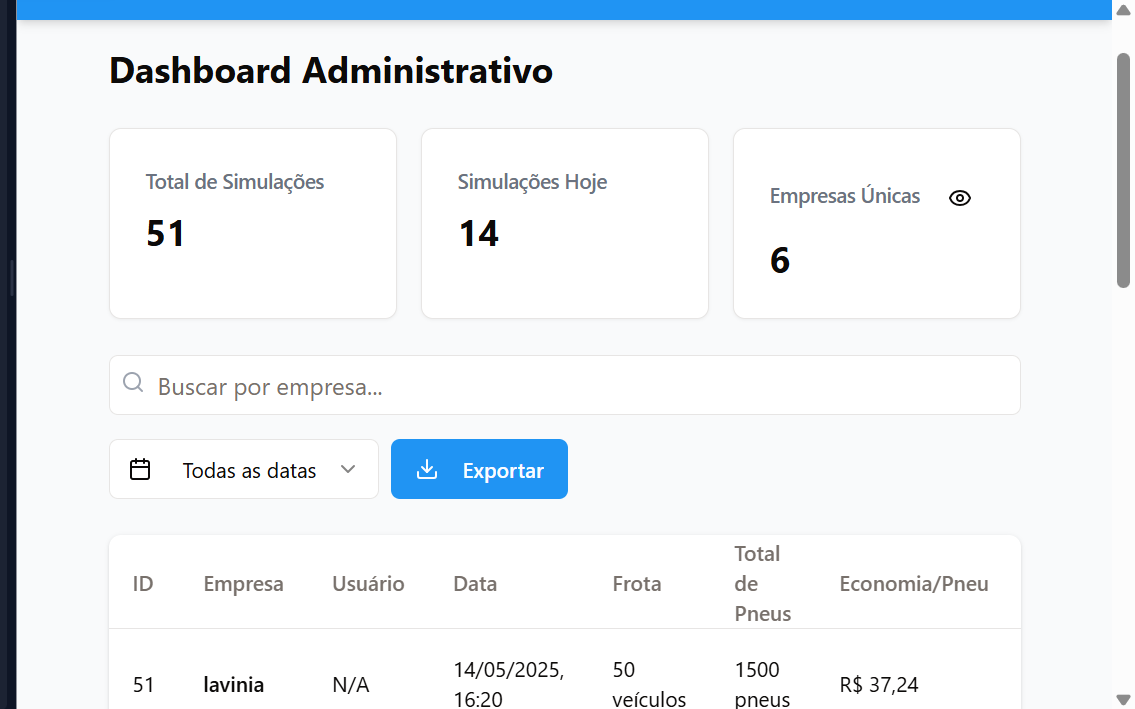 Dashboard Administrativo
Total de Simulações
51
Simulações Hoje
14
Empresas Únicas
6
Buscar por empresa...
Todas as datas
Exportar
ID Empresa Usuário Data Frota Total de Pneus Economia/Pneu
51 lavinia N/A 14/05/2025, 16:20 50 veículos 1500 pneus R$ 37,24